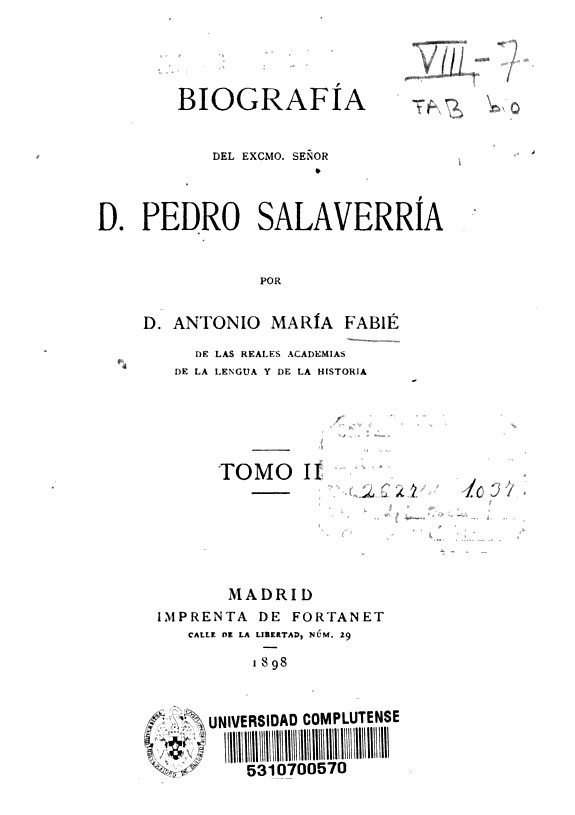 VIII-7
FAB bio
BIOGRAFÍA
DEL EXCMO. SEÑOR
D. PEDRO SALAVERRÍA
POR
D. ANTONIO MARÍA FABIÉ
DE LAS REALES ACADEMIAS
DE LA LENGUA Y DE LA HISTORIA
TOMO II
MADRID
IMPRENTA DE FORTANET
CALLE DE LA LIBERTAD, NÚM. 29
1898
UNIVERSIDAD COMPLUTENSE
5310700570